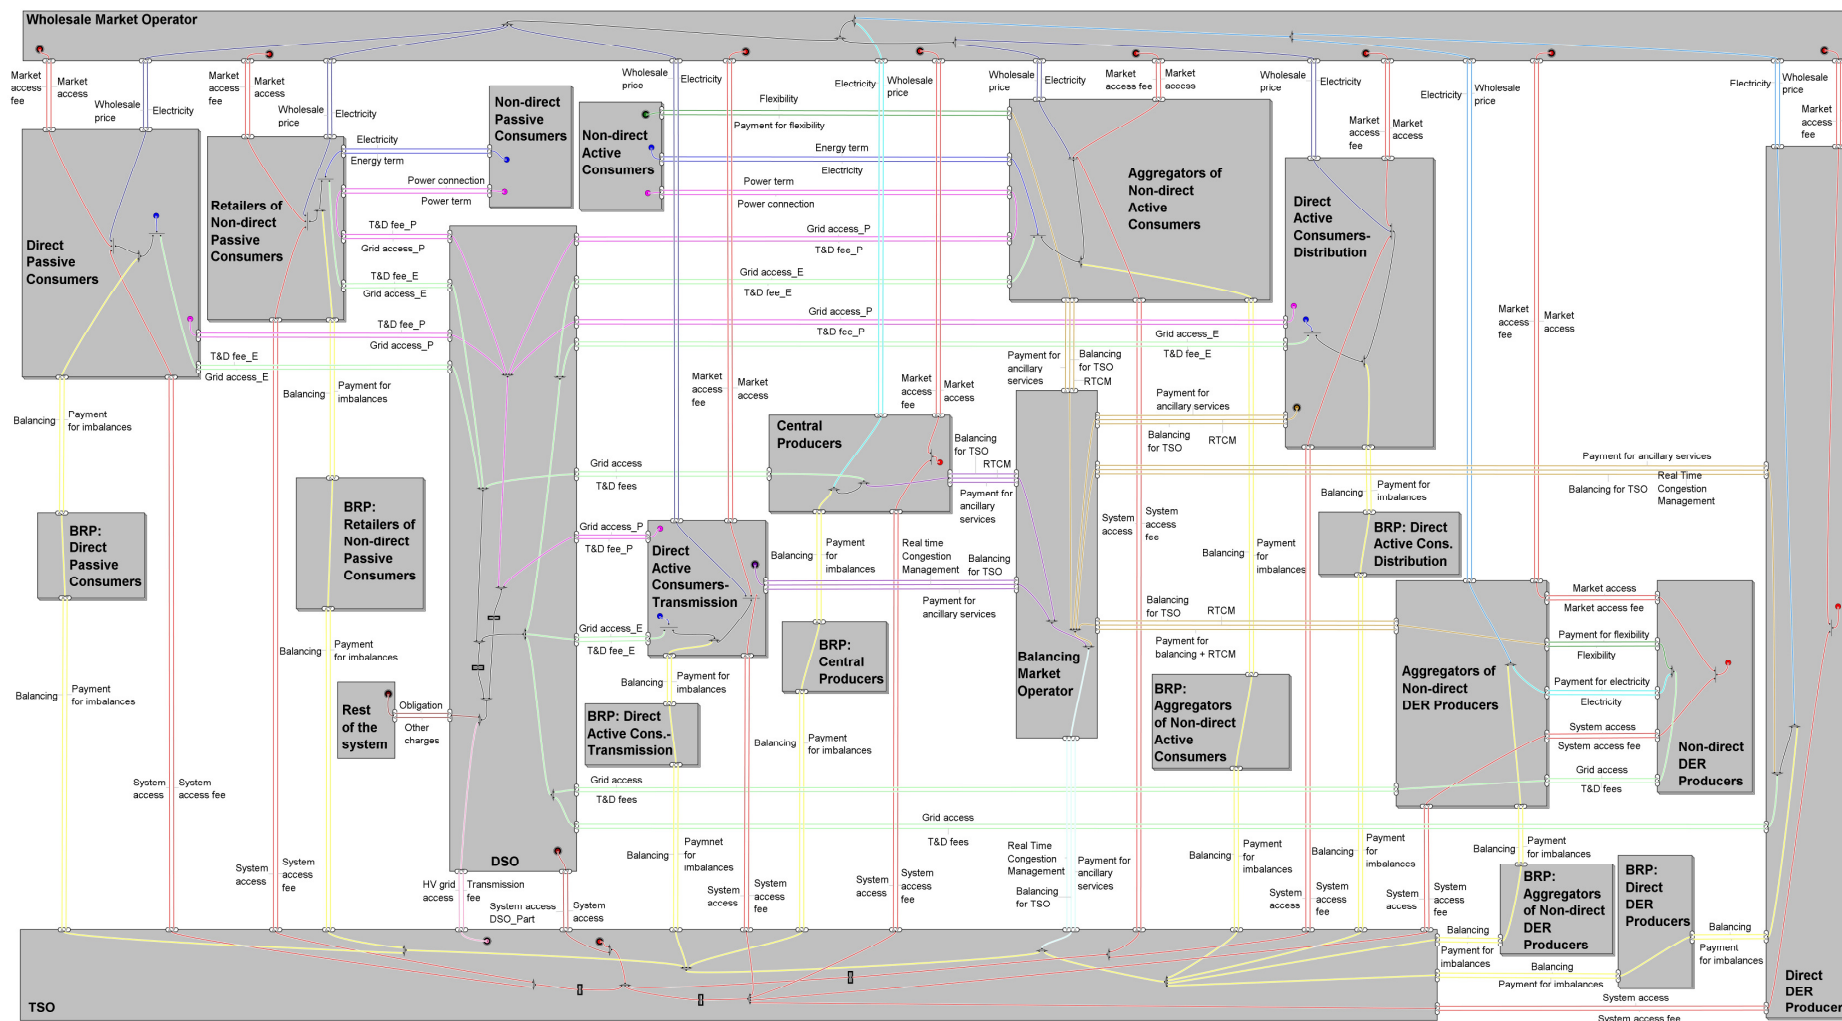 Wholesale Market Operator
Market
access
fee
Market
access
Wholesale
price
Electricity
Market
access
fee
Market
access
Wholesale
price
Electricity
Wholesale
price
Electricity
Market
access
fee
Market
access
Electricity
Wholesale
price
Market
access
fee
Market
access
Wholesale
price
Electricity
Market
access fee
Market
access
Wholesale
price
Electricity
Market
access
fee
Market
access
Electricity
Wholesale
price
Market
access
fee
Market
access
Electricity
Wholesale
price
Market
access
fee
Market
access
Direct
Passive
Consumers
Retailers of
Non-direct
Passive
Consumers
Electricity
Energy term
Power connection
Power term
Non-direct
Passive
Consumers
Non-direct
Active
Consumers
Flexibility
Payment for flexibility
Energy term
Electricity
Power term
Power connection
Aggregators of
Non-direct
Active
Consumers
Direct
Active
Consumers-
Distribution
T&D fee_P
Grid access_P
T&D fee_E
Grid access_E
T&D fee_P
Grid access_P
T&D fee_E
Grid access_E
Grid access_P
T&D fee_P
Grid access_E
T&D fee_E
Grid access_P
T&D fee_P
Grid access_E
T&D fee_E
Payment for
ancillary
services
Balancing
for TSO
RTCM
Balancing
Payment
for imbalances
Balancing
Payment for
imbalances
Central
Producers
Balancing
for TSO
RTCM
Payment for
ancillary
services
Payment for
ancillary services
Balancing
for TSO
RTCM
Payment for ancillary services
Balancing for TSO
Real Time
Congestion
Management
Grid access
T&D fees
BRP:
Direct
Passive
Consumers
BRP:
Retailers of
Non-direct
Passive
Consumers
Grid access_P
T&D fee_P
Direct
Active
Consumers-
Transmission
Grid access_E
T&D fee_E
Balancing
Payment
for
imbalances
Real time
Congestion
Management
Balancing
for TSO
Payment for
ancillary services
System
access
System
access
fee
Balancing
Payment
for
imbalances
Balancing
Payment for
imbalances
BRP: Direct
Active Cons.
Distribution
Balancing
for TSO
RTCM
Payment for
balancing + RTCM
Balancing
Market
Operator
Aggregators of
Non-direct
DER Producers
Market access
Market access fee
Payment for flexibility
Flexibility
Payment for electricity
Electricity
System access
System access fee
Grid access
T&D fees
Non-direct
DER
Producers
Balancing
Payment
for imbalances
Balancing
Payment
for imbalances
Rest
of the
system
Obligation
Other
charges
Balancing
Payment for
imbalances
BRP: Direct
Active Cons.-
Transmission
BRP:
Central
Producers
Balancing
Payment
for imbalances
BRP:
Aggregators
of Non-direct
Active
Consumers
System
access
System
access fee
Grid access
T&D fees
Grid access
T&D fees
DSO
System
access
System
access
fee
HV grid
access
Transmission
fee
System access
DSO_Part
System
access
Balancing
Paymnet
for
imbalances
System
access
System
access
fee
System
access
System
access
fee
Real Time
Congestion
Management
Balancing
for TSO
Payment for
ancillary
services
Balancing
Payment
for
imbalances
System
access
System
access
fee
Balancing
Payment
for
imbalances
System
access
System
access
fee
Balancing
Payment
for imbalances
BRP:
Aggregators
of Non-direct
DER
Producers
BRP:
Direct
DER
Producers
Balancing
Payment for
imbalances
Balancing
Payment for imbalances
Balancing
Payment
for
imbalances
System access
System access fee
Direct
DER
TSO